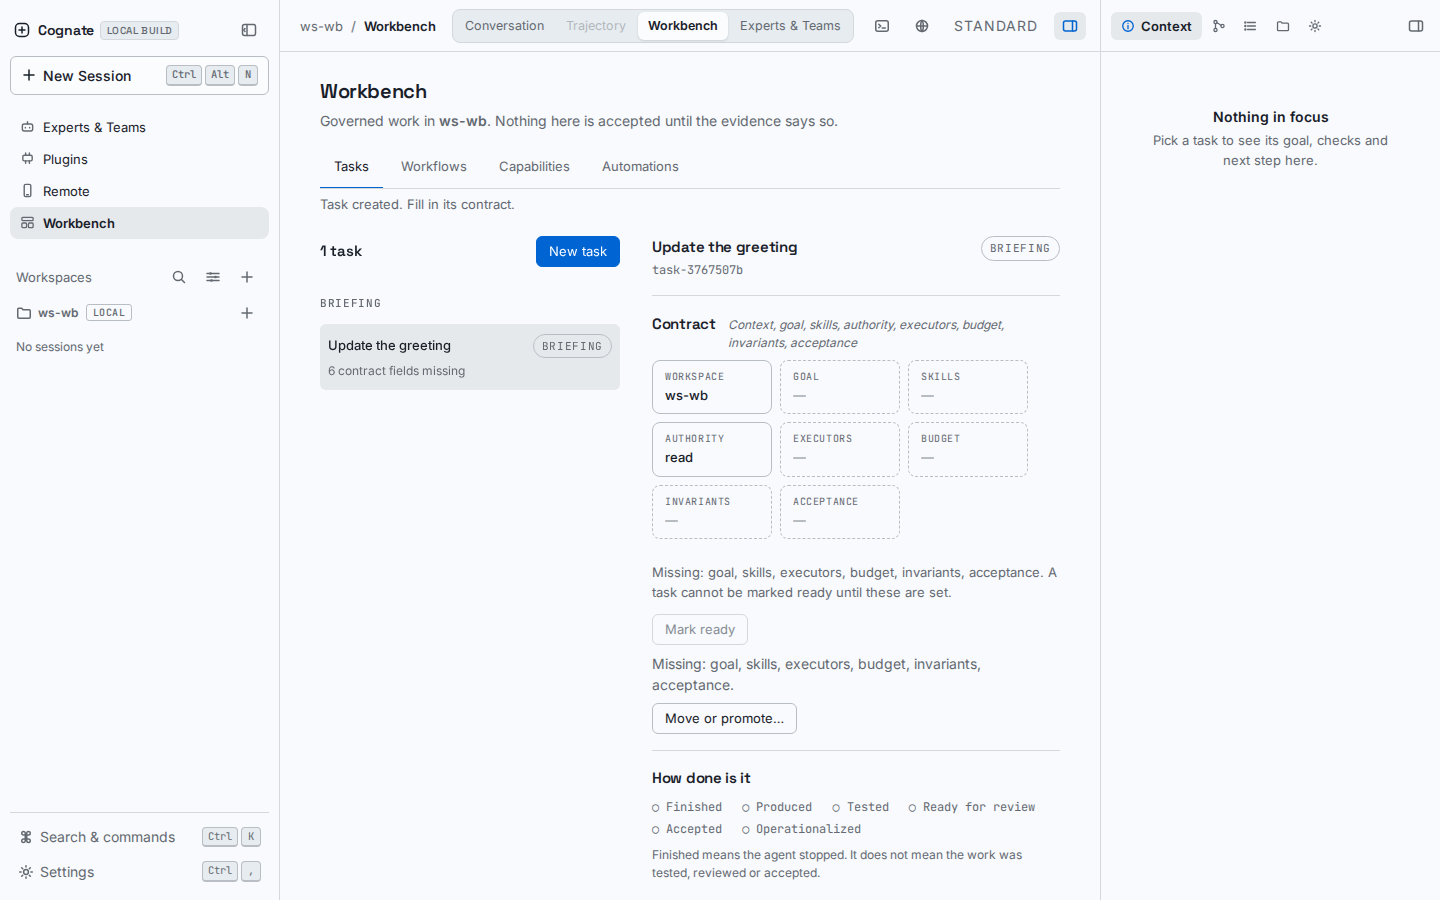 Cognate LOCAL BUILD
New Session Ctrl Alt N
Experts & Teams
Plugins
Remote
Workbench
Workspaces
ws-wb LOCAL
No sessions yet
Search & commands Ctrl K
Settings Ctrl ,
ws-wb / Workbench
Conversation Trajectory Workbench Experts & Teams
STANDARD
Workbench
Governed work in ws-wb. Nothing here is accepted until the evidence says so.
Tasks Workflows Capabilities Automations
Task created. Fill in its contract.
1 task New task
BRIEFING
Update the greeting BRIEFING
6 contract fields missing
Update the greeting BRIEFING
task-3767507b
Contract Context, goal, skills, authority, executors, budget,
invariants, acceptance
WORKSPACE GOAL SKILLS
ws-wb — —
AUTHORITY EXECUTORS BUDGET
read — —
INVARIANTS ACCEPTANCE
— —
Missing: goal, skills, executors, budget, invariants, acceptance. A
task cannot be marked ready until these are set.
Mark ready
Missing: goal, skills, executors, budget, invariants,
acceptance.
Move or promote...
How done is it
Finished Produced Tested Ready for review
Accepted Operationalized
Finished means the agent stopped. It does not mean the work was
tested, reviewed or accepted.
Context
Nothing in focus
Pick a task to see its goal, checks and
next step here.